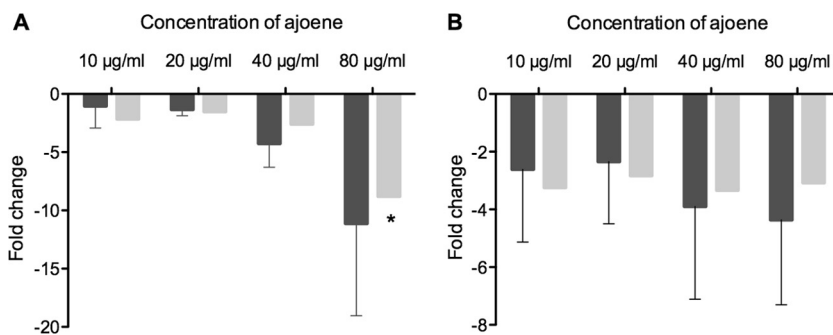 A
Concentration of ajoene
10 µg/ml 20 µg/ml 40 µg/ml 80 µg/ml
0
-5
-10
-15
-20
Fold change
*
B
Concentration of ajoene
10 µg/ml 20 µg/ml 40 µg/ml 80 µg/ml
0
-2
-4
-6
-8
Fold change